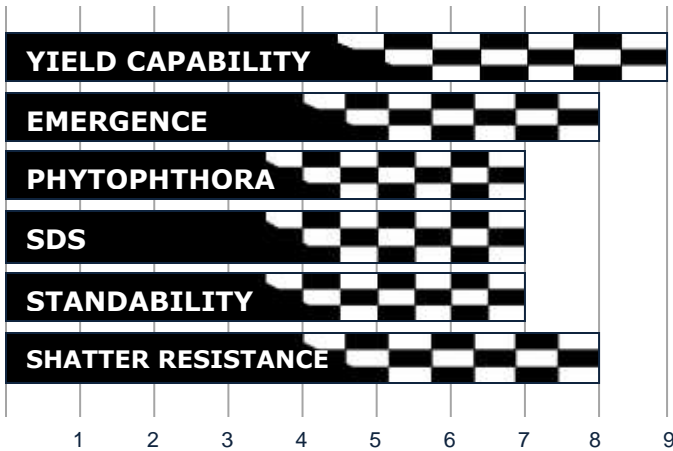 YIELD CAPABILITY
EMERGENCE
PHYTOPHTHORA
SDS
STANDABILITY
SHATTER RESISTANCE
1 2 3 4 5 6 7 8 9